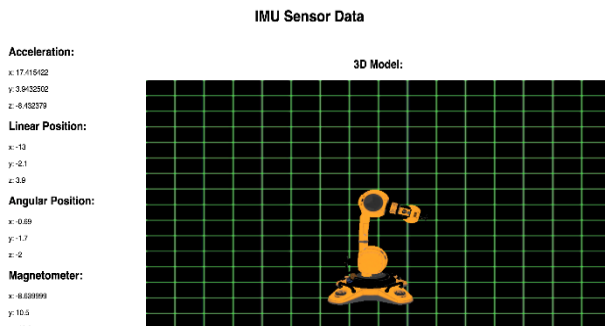 IMU Sensor Data
Acceleration:
x: 17.415422
y: 3.9432502
z: -8.432379
Linear Position:
x: -13
y: -2.1
z: 3.9
Angular Position:
x: -0.69
y: -1.7
z: -2
Magnetometer:
x: -8.639999
y: 10.5
3D Model: